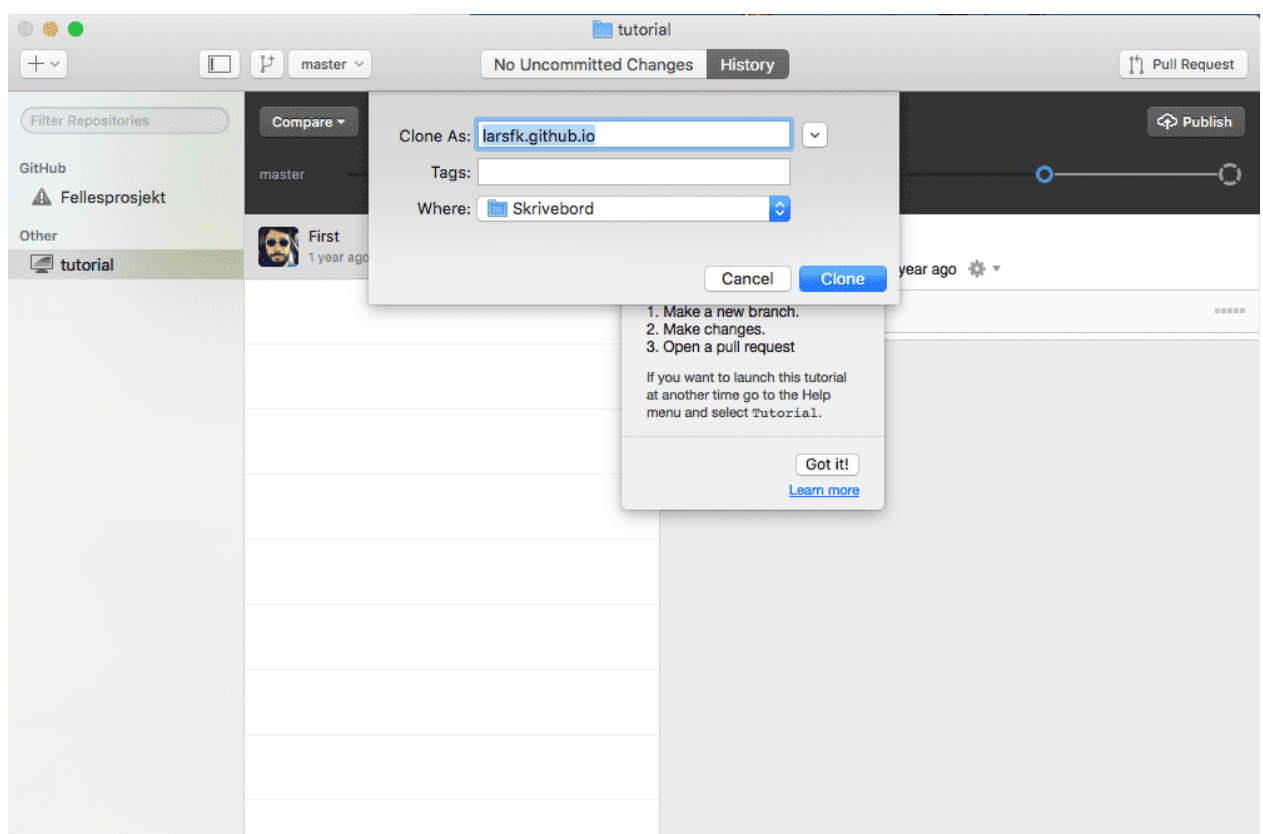 tutorial
master
No Uncommitted Changes
History
Pull Request
Filter Repositories
GitHub
Fellesprosjekt
Other
tutorial
Compare
Publish
master
Clone As: larsfk.github.io
Tags:
Where: Skrivebord
Cancel
Clone
First
1 year ago
year ago
1. Make a new branch.
2. Make changes.
3. Open a pull request
If you want to launch this tutorial
at another time go to the Help
menu and select Tutorial.
Got it!
Learn more